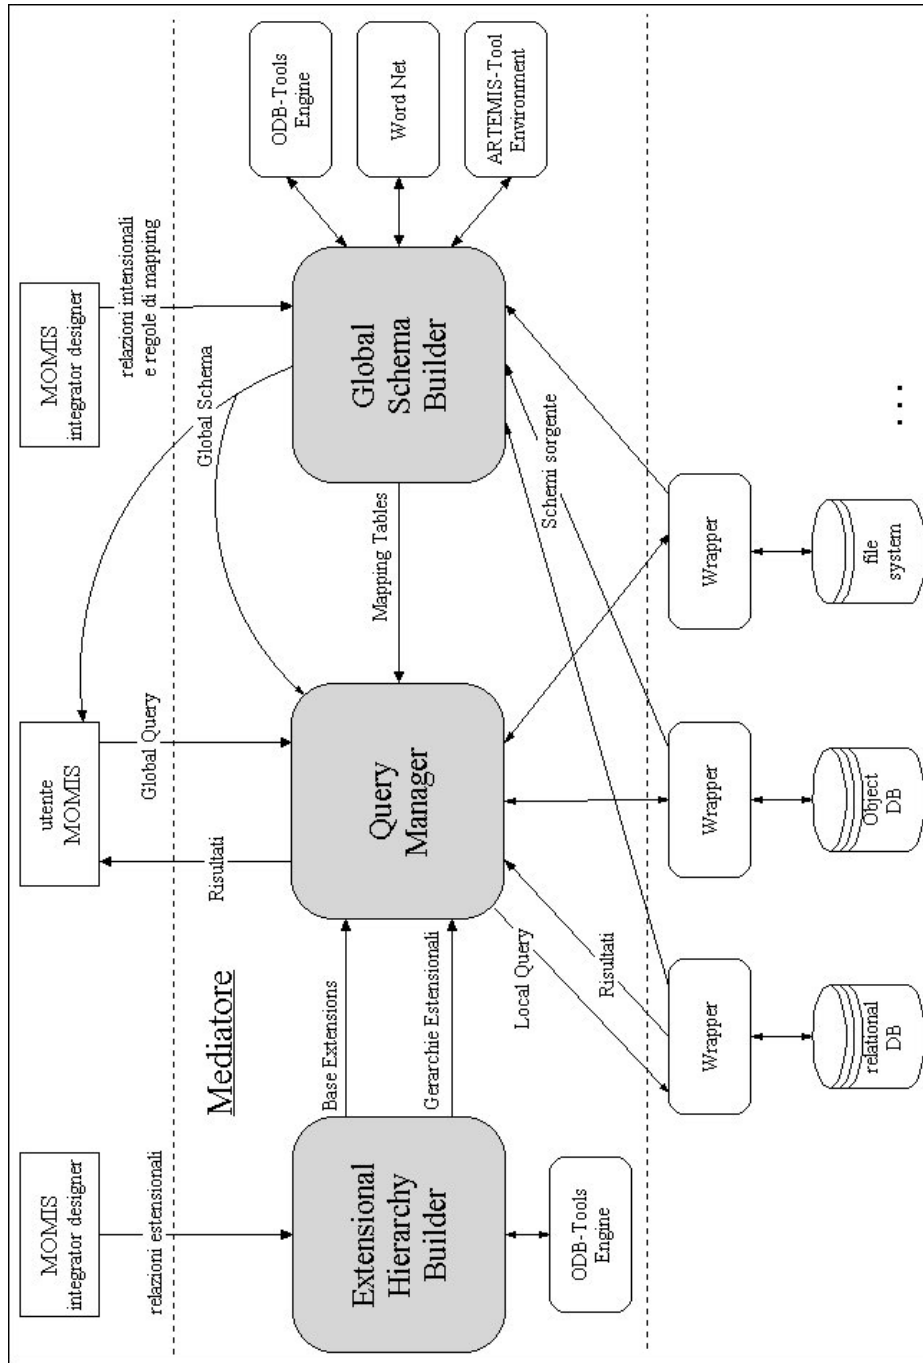 MOMIS
integrator designer
utente
MOMIS
MOMIS
integrator designer
relazioni estensionali
Risultati
Global Query
Global Schema
relazioni intensionali
e regole di mapping
Mediatore
Extensional
Hierarchy
Builder
Base Extensions
Gerarchie Estensionali
Query
Manager
Mapping Tables
Global
Schema
Builder
ODB-Tools
Engine
Word Net
ARTEMIS-Tool
Environment
ODB-Tools
Engine
Local Query
Risultati
Schemi sorgente
Wrapper
Wrapper
Wrapper
relational
DB
Object
DB
file
system
...